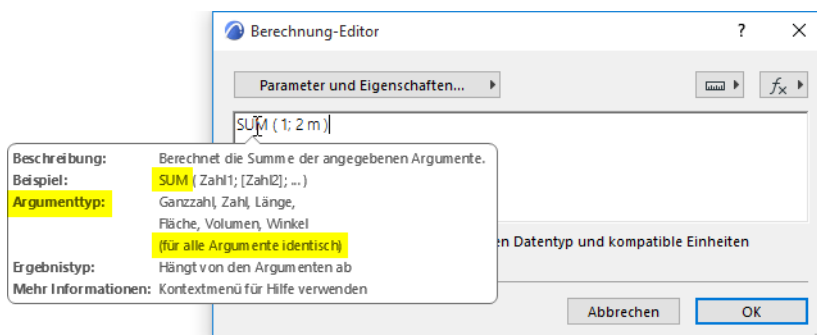 Berechnung-Editor
?
Parameter und Eigenschaften...
fx
SUM ( 1; 2 m )
Beschreibung: Berechnet die Summe der angegebenen Argumente.
Beispiel: SUM ( Zahl1; [Zahl2]; ... )
Argumenttyp: Ganzzahl, Zahl, Länge,
Fläche, Volumen, Winkel
(für alle Argumente identisch)
Ergebnistyp: Hängt von den Argumenten ab
Mehr Informationen: Kontextmenü für Hilfe verwenden
en Datentyp und kompatible Einheiten
Abbrechen OK